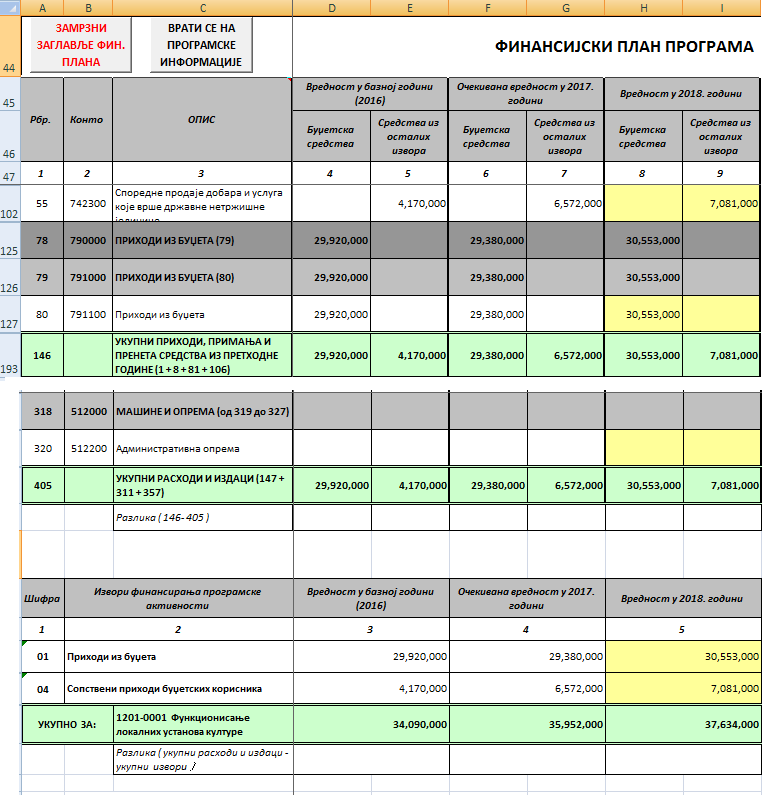 A B C D E F G H I
ЗАМРЗНИ
ЗАГЛАВЉЕ ФИН.
ПЛАНА
ВРАТИ СЕ НА
ПРОГРАМСКЕ
ИНФОРМАЦИЈЕ
44
ФИНАНСИЈСКИ ПЛАН ПРОГРАМА
45
46
Рбр.
Конто
ОПИС
Вредност у базној години
(2016)
Очекивана вредност у 2017.
години
Вредност у 2018. години
Буџетска
средства
Средства из
осталих
извора
Буџетска
средства
Средства из
осталих
извора
Буџетска
средства
Средства из
осталих
извора
47 1 2 3 4 5 6 7 8 9
102 55 742300
Споредне продаје добара и услуга
које врше државне нетржишне
јединице
4,170,000 6,572,000 7,081,000
125 78 790000 ПРИХОДИ ИЗ БУЏЕТА (79) 29,920,000 29,380,000 30,553,000
126 79 791000 ПРИХОДИ ИЗ БУЏЕТА (80) 29,920,000 29,380,000 30,553,000
127 80 791100 Приходи из буџета 29,920,000 29,380,000 30,553,000
193 146
УКУПНИ ПРИХОДИ, ПРИМАЊА И
ПРЕНЕТА СРЕДСТВА ИЗ ПРЕТХОДНЕ
ГОДИНЕ (1 + 8 + 81 + 106)
29,920,000 4,170,000 29,380,000 6,572,000 30,553,000 7,081,000
318 512000 МАШИНЕ И ОПРЕМА (од 319 до 327)
320 512200 Административна опрема
405
УКУПНИ РАСХОДИ И ИЗДАЦИ (147 +
311 + 357)
29,920,000 4,170,000 29,380,000 6,572,000 30,553,000 7,081,000
Разлика ( 146- 405 )
Шифра
Извори финансирања програмске
активности
Вредност у базној години
(2016)
Очекивана вредност у 2017.
години
Вредност у 2018. години
1 2 3 4 5
01 Приходи из буџета 29,920,000 29,380,000 30,553,000
04 Сопствени приходи буџетских корисника 4,170,000 6,572,000 7,081,000
УКУПНО ЗА:
1201-0001 Функционисање
локалних установа културе
34,090,000 35,952,000 37,634,000
Разлика ( укупни расходи и издаци -
укупни извори /